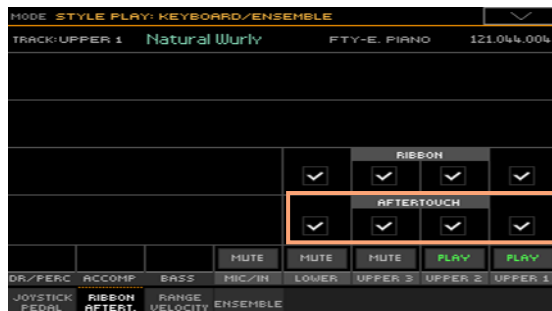 MODE STYLE PLAY: KEYBOARD/ENSEMBLE
TRACK:UPPER 1 Natural Wurly FTY-E. PIANO 121.044.004
RIBBON
AFTERTOUCH
MUTE MUTE MUTE PLAY PLAY
DR/PERC ACCOMP BASS MIC/IN LOWER UPPER 3 UPPER 2 UPPER 1
JOYSTICK PEDAL RIBBON AFTERT. RANGE VELOCITY ENSEMBLE